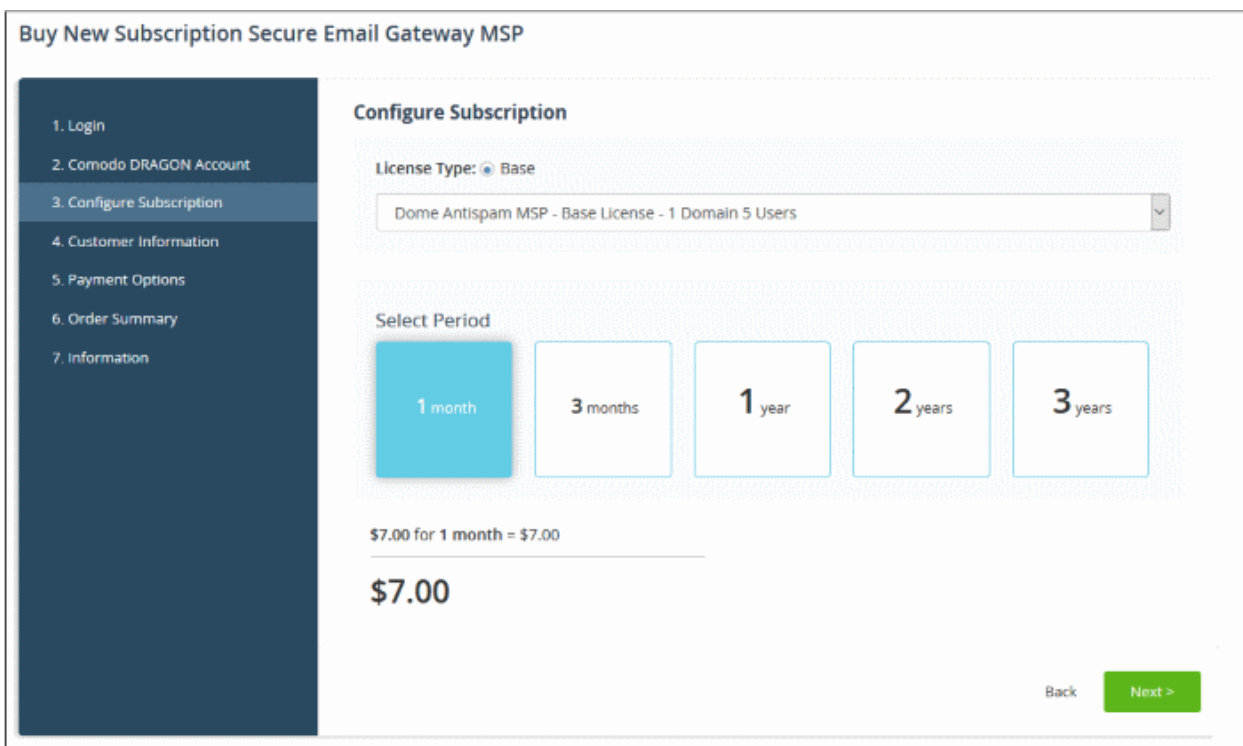 Buy New Subscription Secure Email Gateway MSP
1. Login
2. Comodo DRAGON Account
3. Configure Subscription
4. Customer Information
5. Payment Options
6. Order Summary
7. Information
Configure Subscription
License Type: Base
Dome Antispam MSP - Base License - 1 Domain 5 Users
Select Period
1 month
3 months
1 year
2 years
3 years
$7.00 for 1 month = $7.00
$7.00
Back
Next >